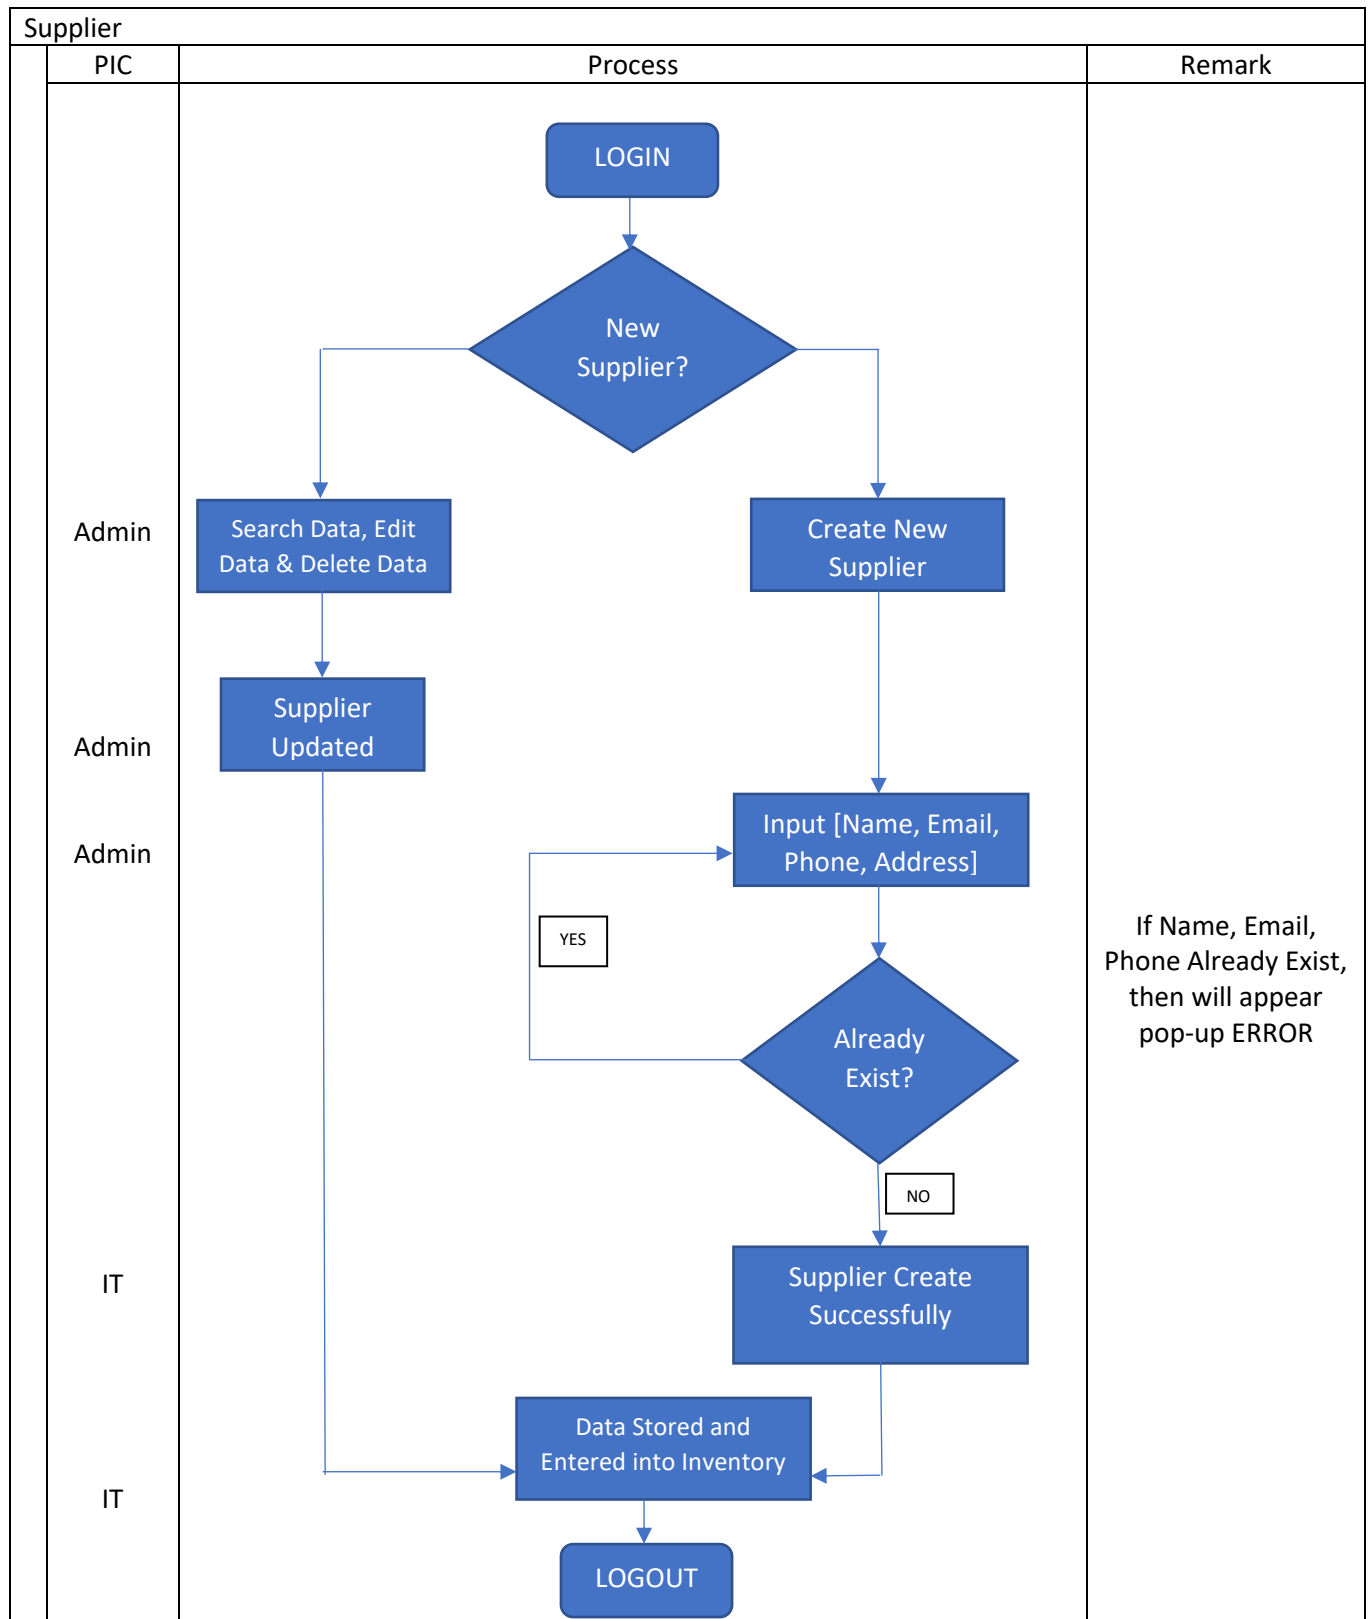 Supplier
PIC
Process
Remark
LOGIN
New
Supplier?
Admin
Search Data, Edit
Data & Delete Data
Create New
Supplier
Admin
Supplier
Updated
Admin
Input [Name, Email,
Phone, Address]
YES
If Name, Email,
Phone Already Exist,
then will appear
pop-up ERROR
Already
Exist?
NO
IT
Supplier Create
Successfully
IT
Data Stored and
Entered into Inventory
LOGOUT